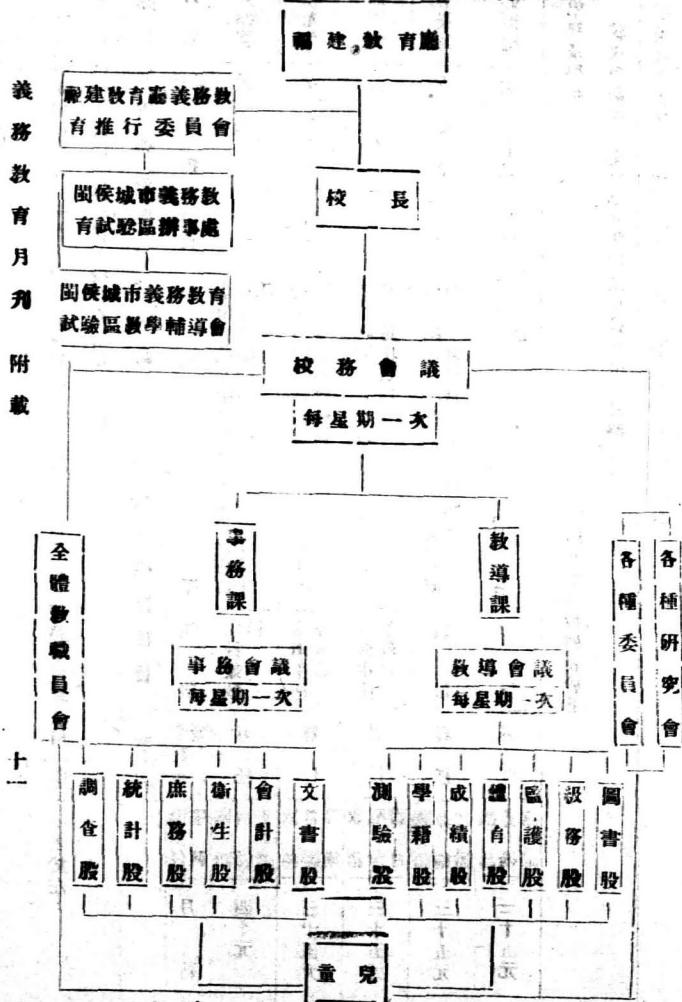 福建教育廳
福建教育廳義務教
育推行委員會
閩侯城市義務教
育試驗區辦事處
閩侯城市義務教育
試驗區教學輔導會
校長
校務會議
每星期一次
全體教職員會
事務課
事務會議
每星期一次
教導課
教導會議
每星期一次
各種委員會
各種研究會
調查股
統計股
庶務股
衞生股
會計股
文書股
測驗股
學籍股
成績股
體育股
監護股
級務股
圖書股
童兒
義務教育月刊 附載
十一